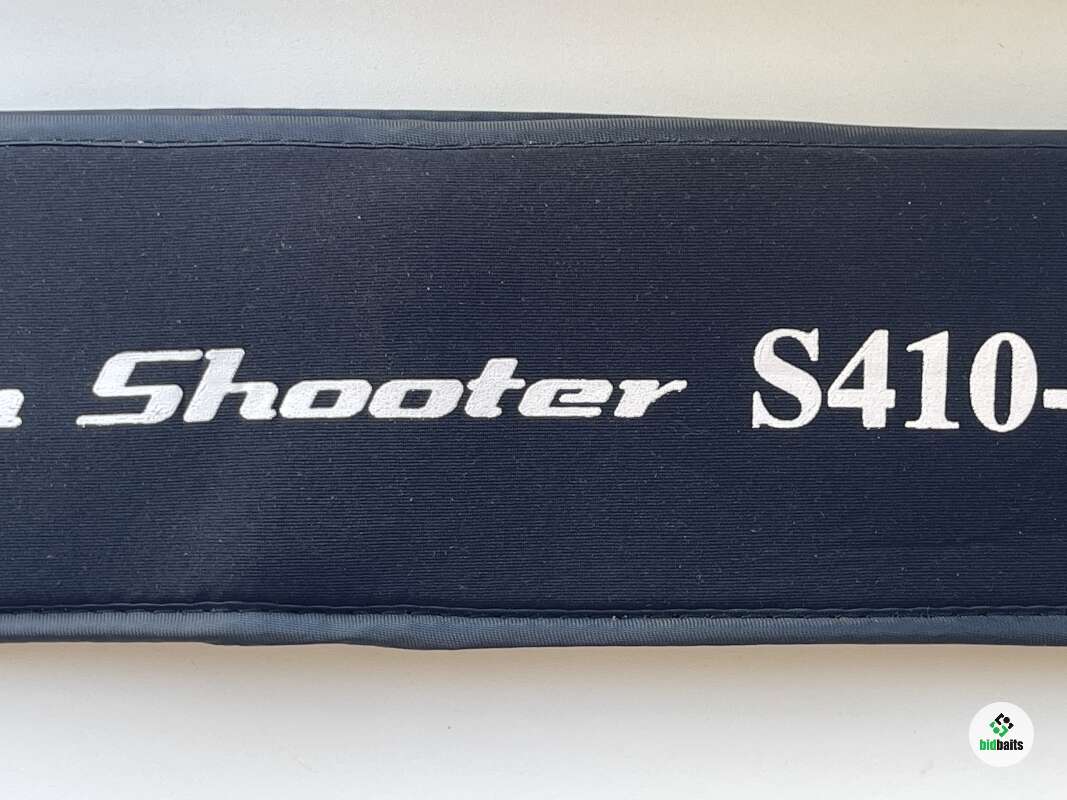 Shooter S410-
bidbaits